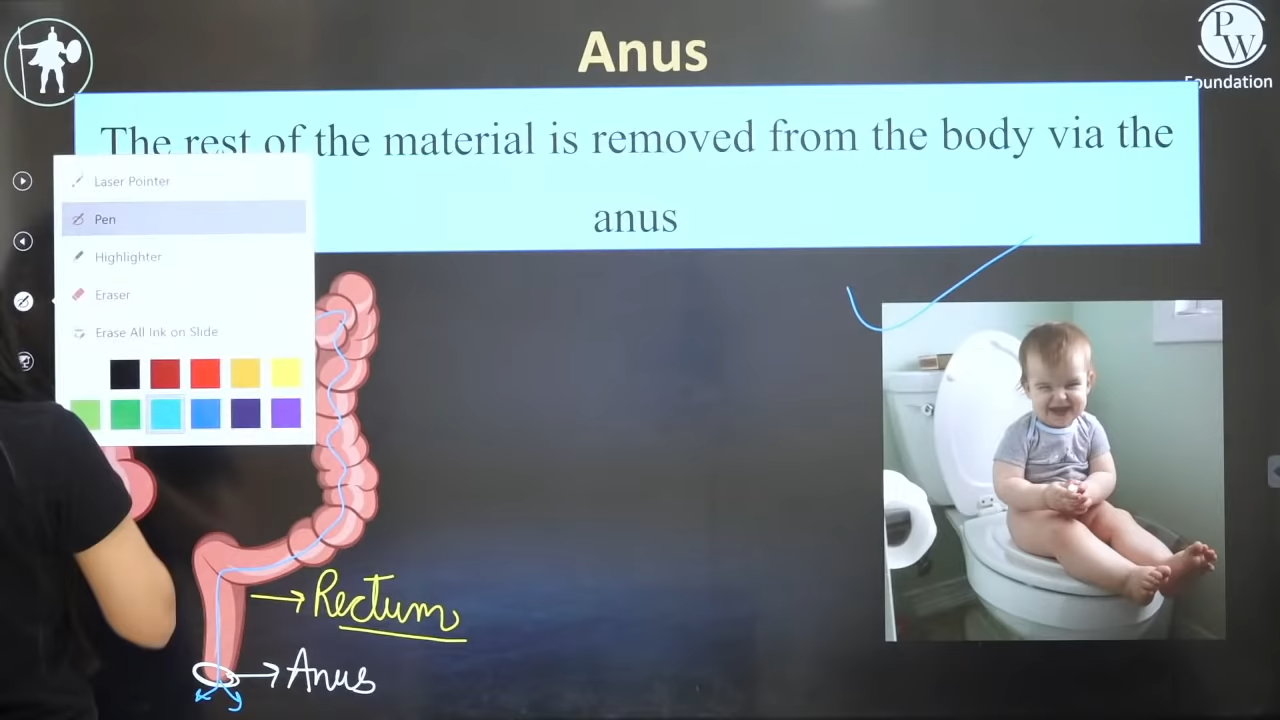 Anus
PW
Foundation
The rest of the material is removed from the body via the
anus
Laser Pointer
Pen
Highlighter
Eraser
Erase All Ink on Slide
Rectum
Anus